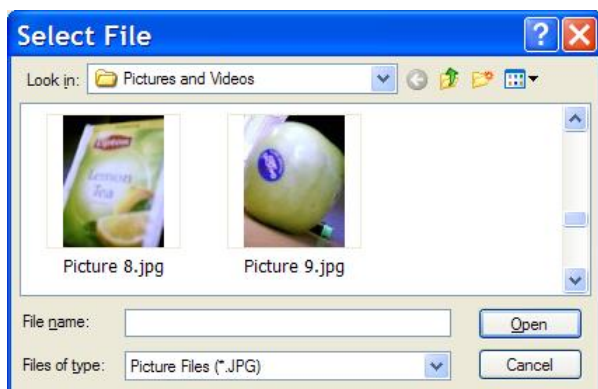 Select File
Look in: Pictures and Videos
Lipton
Lemon
Tea
Picture 8.jpg Picture 9.jpg
File name: Open
Files of type: Picture Files (*.JPG) Cancel